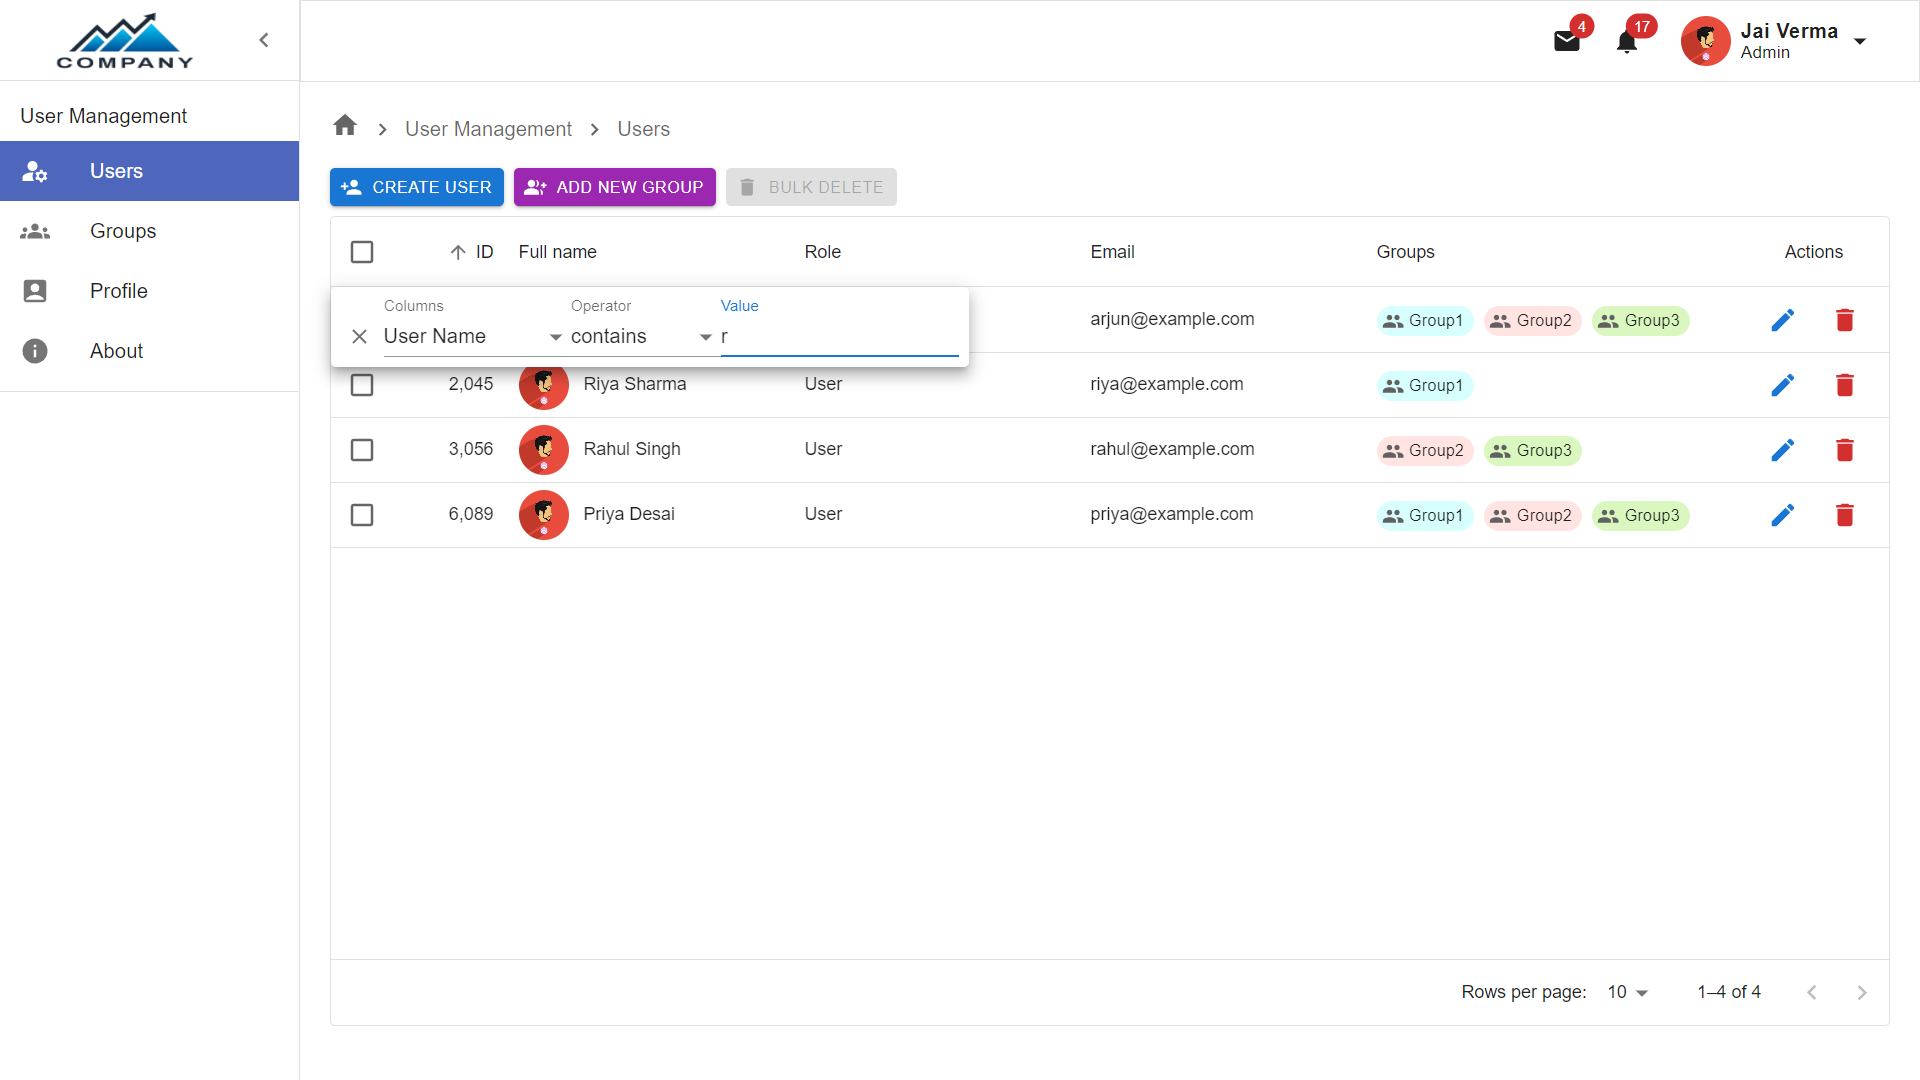 COMPANY
4
17
Jai Verma
Admin
User Management
Users
Groups
Profile
About
User Management
Users
CREATE USER
ADD NEW GROUP
BULK DELETE
ID Full name Role Email Groups Actions
Columns Operator Value
User Name contains r
arjun@example.com Group1 Group2 Group3
2,045 Riya Sharma User riya@example.com Group1
3,056 Rahul Singh User rahul@example.com Group2 Group3
6,089 Priya Desai User priya@example.com Group1 Group2 Group3
Rows per page: 10 1–4 of 4